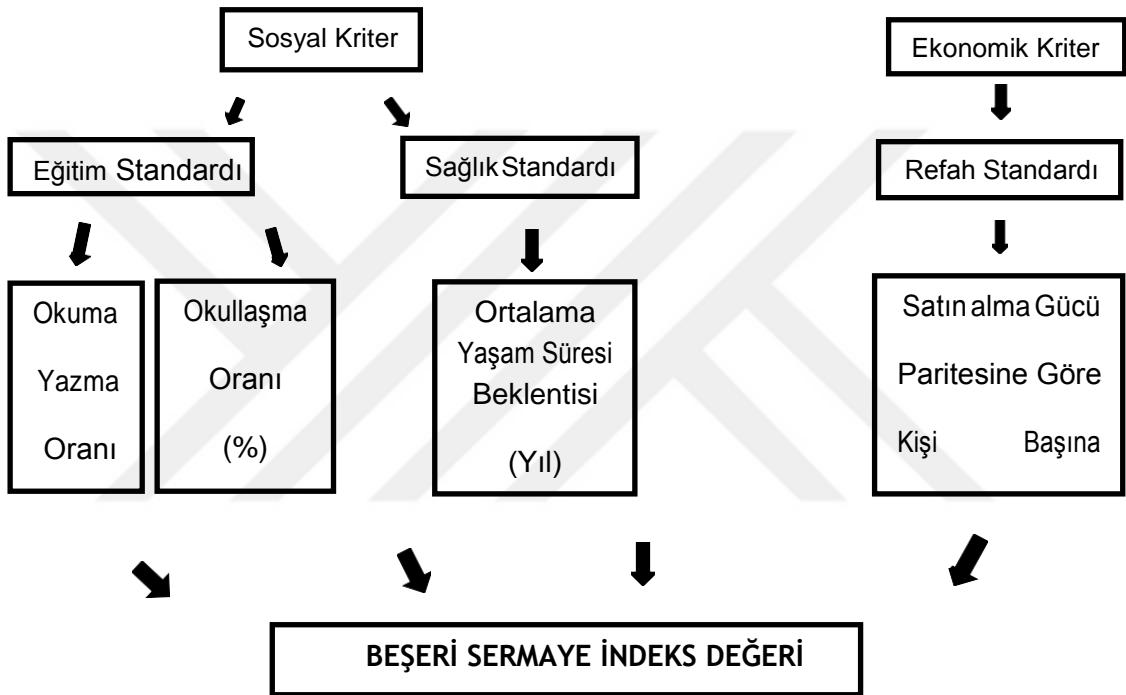 Sosyal Kriter
Ekonomik Kriter
Eğitim Standardı
Sağlık Standardı
Refah Standardı
Okuma
Yazma
Oranı
Okullaşma
Oranı
(%)
Ortalama
Yaşam Süresi
Beklentisi
(Yıl)
Satın alma Gücü
Paritesine Göre
Kişi Başına
BEŞERİ SERMAYE İNDEKS DEĞERİ